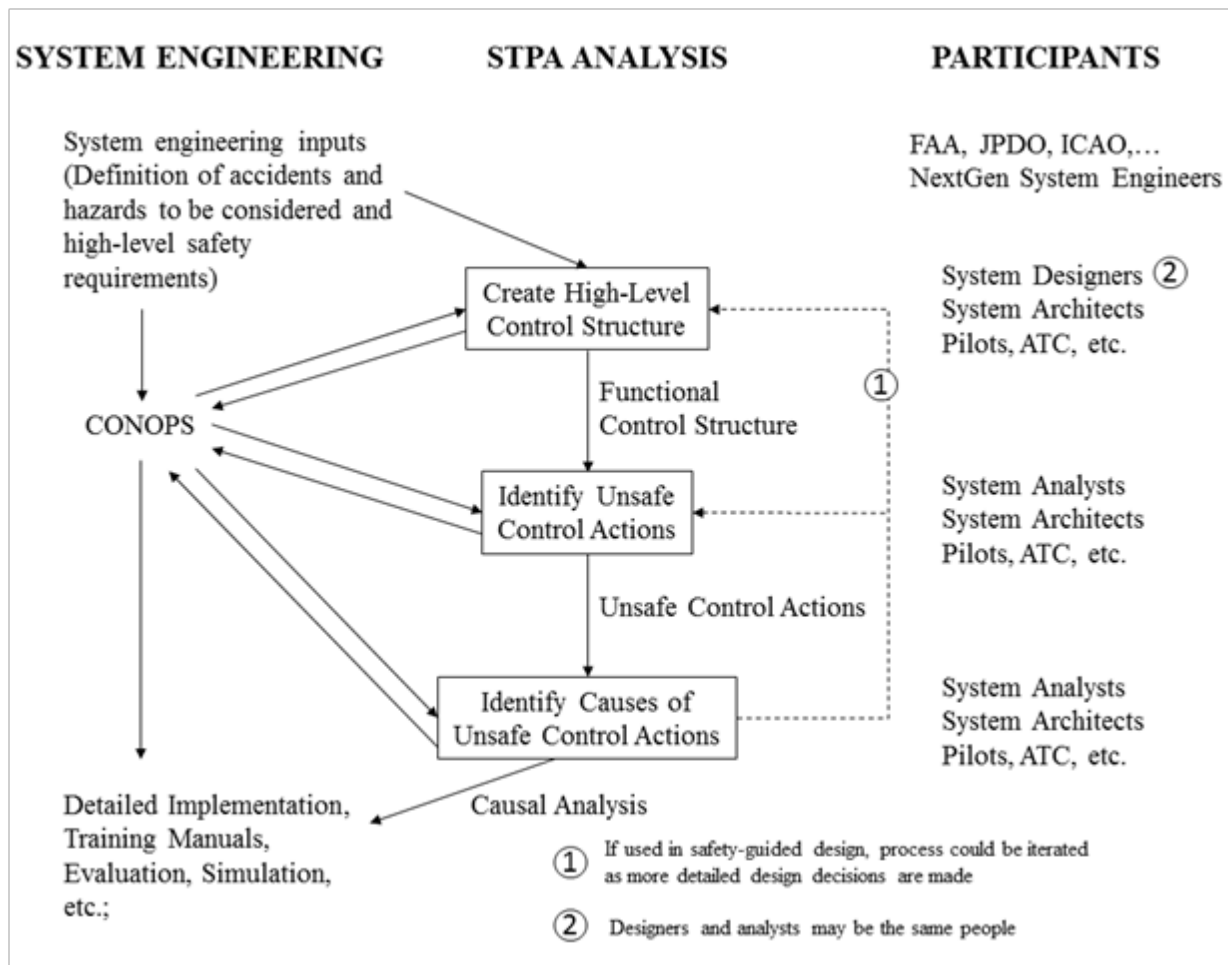 SYSTEM ENGINEERING
STPA ANALYSIS
PARTICIPANTS
System engineering inputs
(Definition of accidents and
hazards to be considered and
high-level safety
requirements)
FAA, JPDO, ICAO,…
NextGen System Engineers
Create High-Level
Control Structure
System Designers ②
System Architects
Pilots, ATC, etc.
①
Functional
Control Structure
CONOPS
Identify Unsafe
Control Actions
System Analysts
System Architects
Pilots, ATC, etc.
Unsafe Control Actions
Identify Causes of
Unsafe Control Actions
System Analysts
System Architects
Pilots, ATC, etc.
Detailed Implementation,
Training Manuals,
Evaluation, Simulation,
etc.;
Causal Analysis
① If used in safety-guided design, process could be iterated
as more detailed design decisions are made
② Designers and analysts may be the same people